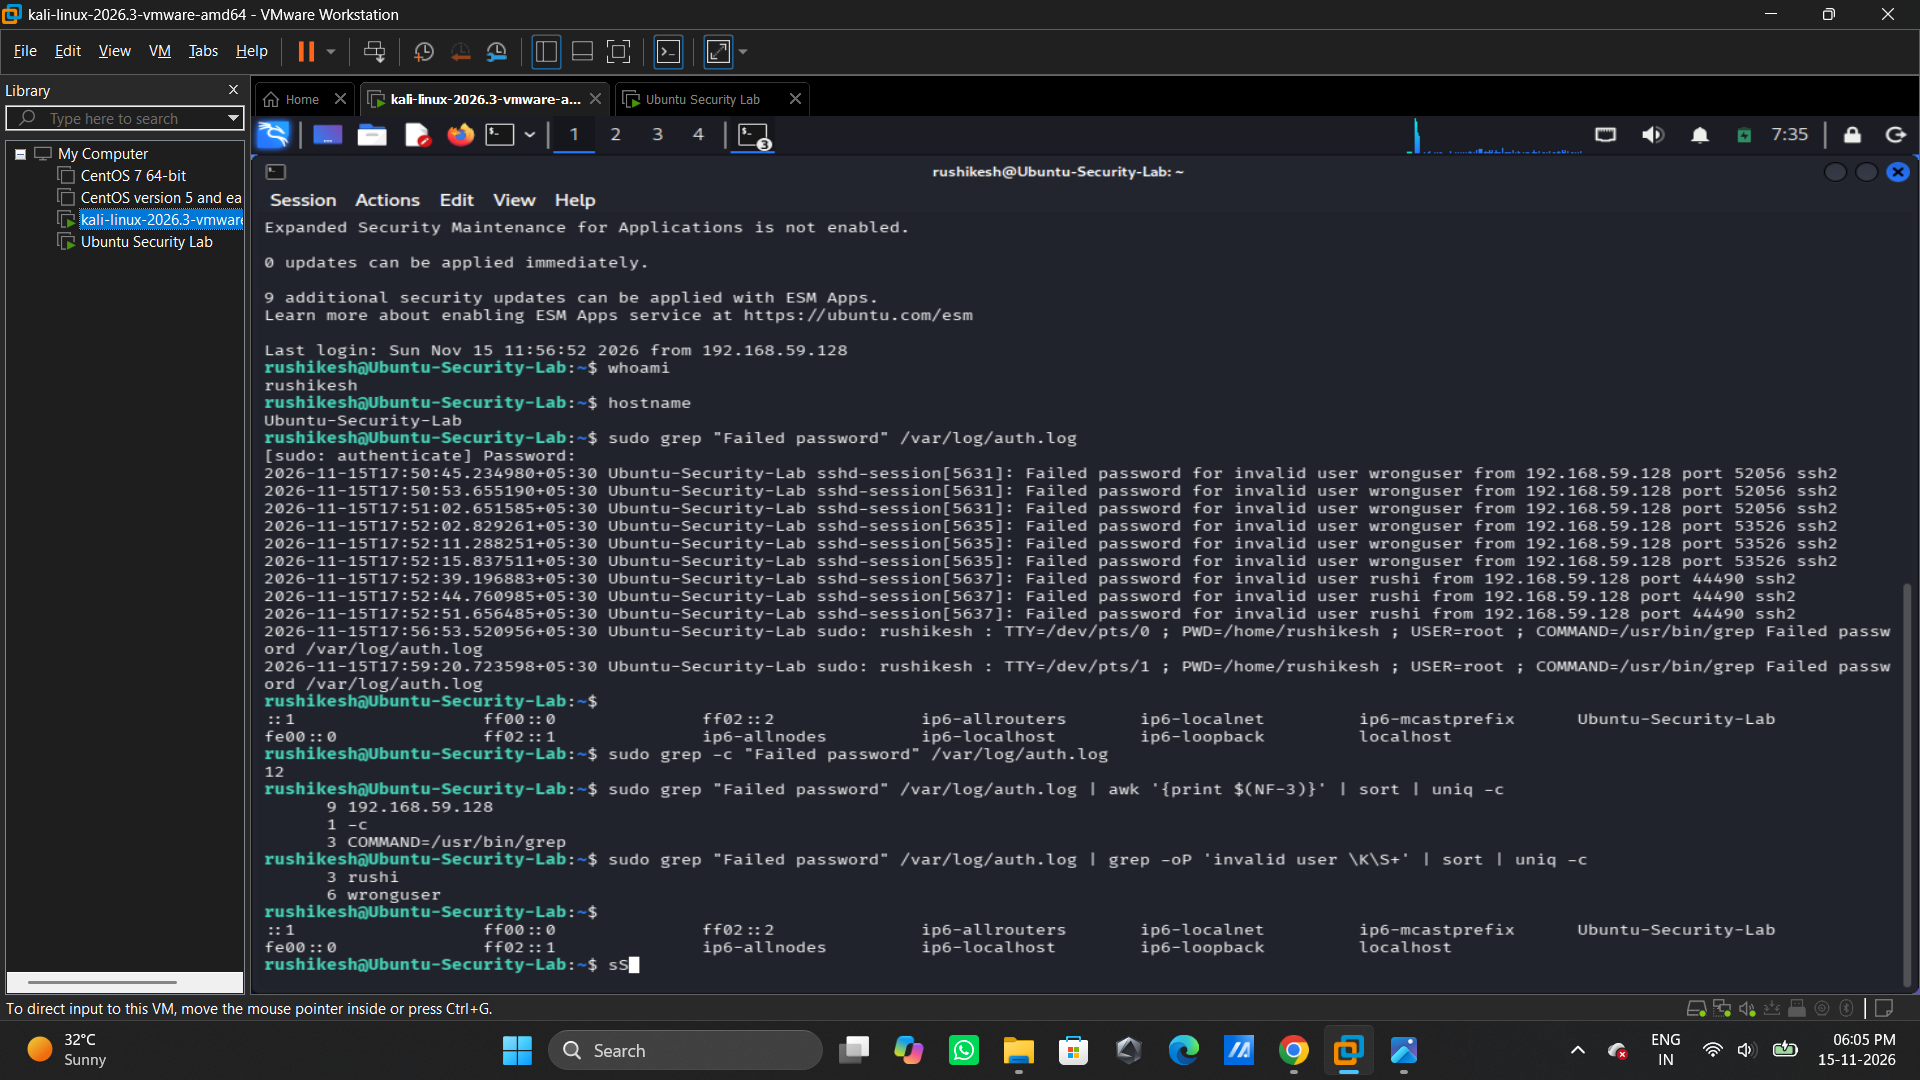 kali-linux-2026.3-vmware-amd64 - VMware Workstation
File Edit View VM Tabs Help
Library
Type here to search
My Computer
CentOS 7 64-bit
CentOS version 5 and ea
kali-linux-2026.3-vmware
Ubuntu Security Lab
Home kali-linux-2026.3-vmware-a... Ubuntu Security Lab
1 2 3 4 3 7:35
rushikesh@Ubuntu-Security-Lab: ~
Session Actions Edit View Help
Expanded Security Maintenance for Applications is not enabled.
0 updates can be applied immediately.
9 additional security updates can be applied with ESM Apps.
Learn more about enabling ESM Apps service at https://ubuntu.com/esm
Last login: Sun Nov 15 11:56:52 2026 from 192.168.59.128
rushikesh@Ubuntu-Security-Lab:~$ whoami
rushikesh
rushikesh@Ubuntu-Security-Lab:~$ hostname
Ubuntu-Security-Lab
rushikesh@Ubuntu-Security-Lab:~$ sudo grep "Failed password" /var/log/auth.log
[sudo: authenticate] Password:
2026-11-15T17:50:45.234980+05:30 Ubuntu-Security-Lab sshd-session[5631]: Failed password for invalid user wronguser from 192.168.59.128 port 52056 ssh2
2026-11-15T17:50:53.655190+05:30 Ubuntu-Security-Lab sshd-session[5631]: Failed password for invalid user wronguser from 192.168.59.128 port 52056 ssh2
2026-11-15T17:51:02.651585+05:30 Ubuntu-Security-Lab sshd-session[5631]: Failed password for invalid user wronguser from 192.168.59.128 port 52056 ssh2
2026-11-15T17:52:02.829261+05:30 Ubuntu-Security-Lab sshd-session[5635]: Failed password for invalid user wronguser from 192.168.59.128 port 53526 ssh2
2026-11-15T17:52:11.288251+05:30 Ubuntu-Security-Lab sshd-session[5635]: Failed password for invalid user wronguser from 192.168.59.128 port 53526 ssh2
2026-11-15T17:52:15.837511+05:30 Ubuntu-Security-Lab sshd-session[5635]: Failed password for invalid user wronguser from 192.168.59.128 port 53526 ssh2
2026-11-15T17:52:39.196883+05:30 Ubuntu-Security-Lab sshd-session[5637]: Failed password for invalid user rushi from 192.168.59.128 port 44490 ssh2
2026-11-15T17:52:44.760985+05:30 Ubuntu-Security-Lab sshd-session[5637]: Failed password for invalid user rushi from 192.168.59.128 port 44490 ssh2
2026-11-15T17:52:51.656485+05:30 Ubuntu-Security-Lab sshd-session[5637]: Failed password for invalid user rushi from 192.168.59.128 port 44490 ssh2
2026-11-15T17:56:53.520956+05:30 Ubuntu-Security-Lab sudo: rushikesh : TTY=/dev/pts/0 ; PWD=/home/rushikesh ; USER=root ; COMMAND=/usr/bin/grep Failed passw
ord /var/log/auth.log
2026-11-15T17:59:20.723598+05:30 Ubuntu-Security-Lab sudo: rushikesh : TTY=/dev/pts/1 ; PWD=/home/rushikesh ; USER=root ; COMMAND=/usr/bin/grep Failed passw
ord /var/log/auth.log
rushikesh@Ubuntu-Security-Lab:~$
::1 ff00::0 ff02::2 ip6-allrouters ip6-localnet ip6-mcastprefix Ubuntu-Security-Lab
fe00::0 ff02::1 ip6-allnodes ip6-localhost ip6-loopback localhost
rushikesh@Ubuntu-Security-Lab:~$ sudo grep -c "Failed password" /var/log/auth.log
12
rushikesh@Ubuntu-Security-Lab:~$ sudo grep "Failed password" /var/log/auth.log | awk '{print $(NF-3)}' | sort | uniq -c
9 192.168.59.128
1 -c
3 COMMAND=/usr/bin/grep
rushikesh@Ubuntu-Security-Lab:~$ sudo grep "Failed password" /var/log/auth.log | grep -oP 'invalid user \K\S+' | sort | uniq -c
3 rushi
6 wronguser
rushikesh@Ubuntu-Security-Lab:~$
::1 ff00::0 ff02::2 ip6-allrouters ip6-localnet ip6-mcastprefix Ubuntu-Security-Lab
fe00::0 ff02::1 ip6-allnodes ip6-localhost ip6-loopback localhost
rushikesh@Ubuntu-Security-Lab:~$ sS
To direct input to this VM, move the mouse pointer inside or press Ctrl+G.
32°C
Sunny
Search
ENG
IN
06:05 PM
15-11-2026